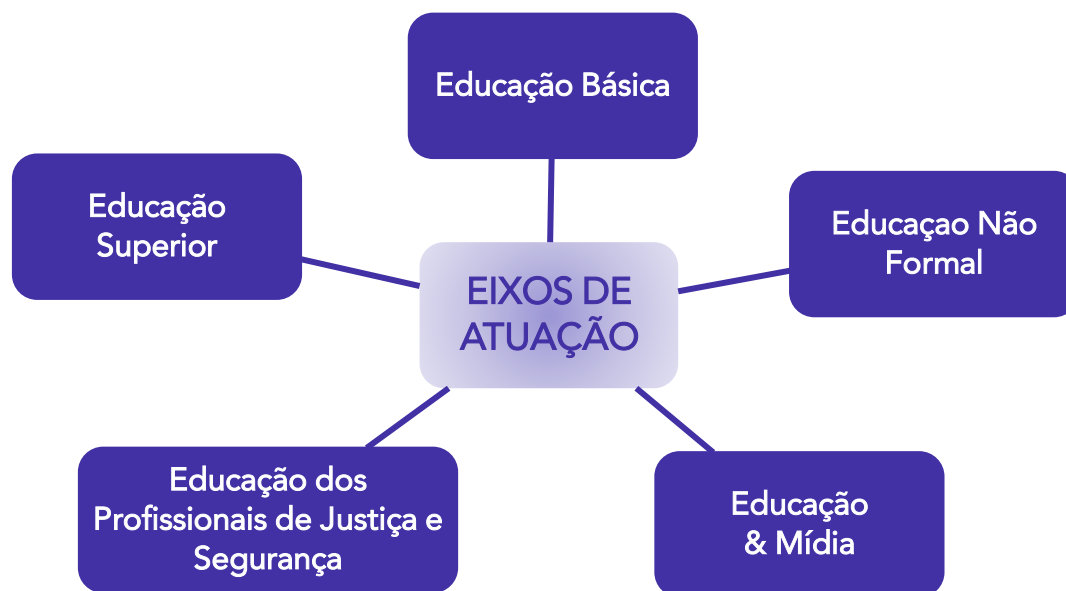 Educação Básica
Educação
Superior
Educaçao Não
Formal
EIXOS DE
ATUAÇÃO
Educação dos
Profissionais de Justiça e
Segurança
Educação
& Mídia